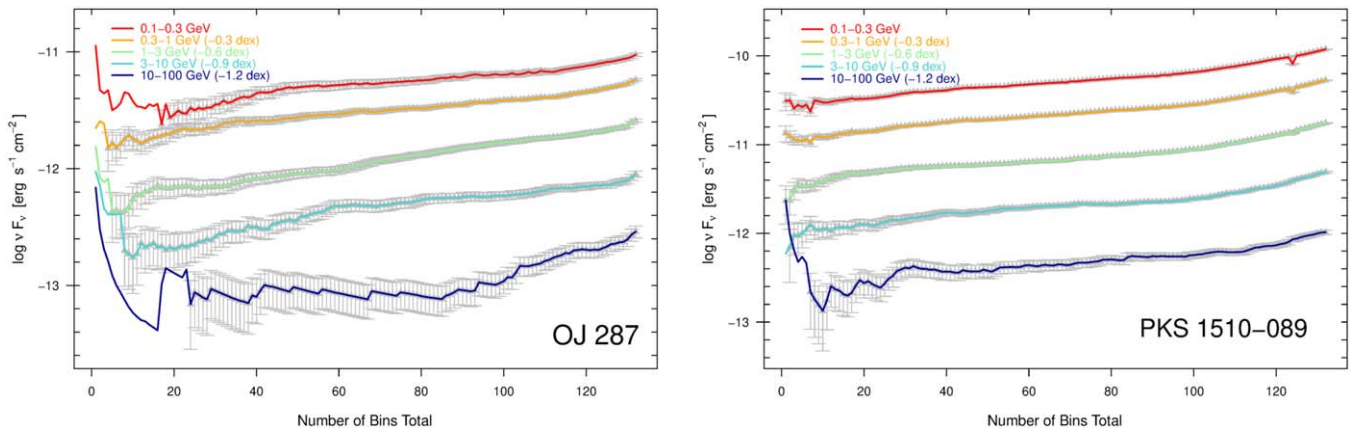 0.1−0.3 GeV
0.3−1 GeV (−0.3 dex)
1−3 GeV (−0.6 dex)
3−10 GeV (−0.9 dex)
10−100 GeV (−1.2 dex)
−11
−12
−13
log ν Fν [erg s−1 cm−2]
OJ 287
0 20 40 60 80 100 120
Number of Bins Total
0.1−0.3 GeV
0.3−1 GeV (−0.3 dex)
1−3 GeV (−0.6 dex)
3−10 GeV (−0.9 dex)
10−100 GeV (−1.2 dex)
−10
−11
−12
−13
log ν Fν [erg s−1 cm−2]
PKS 1510−089
0 20 40 60 80 100 120
Number of Bins Total